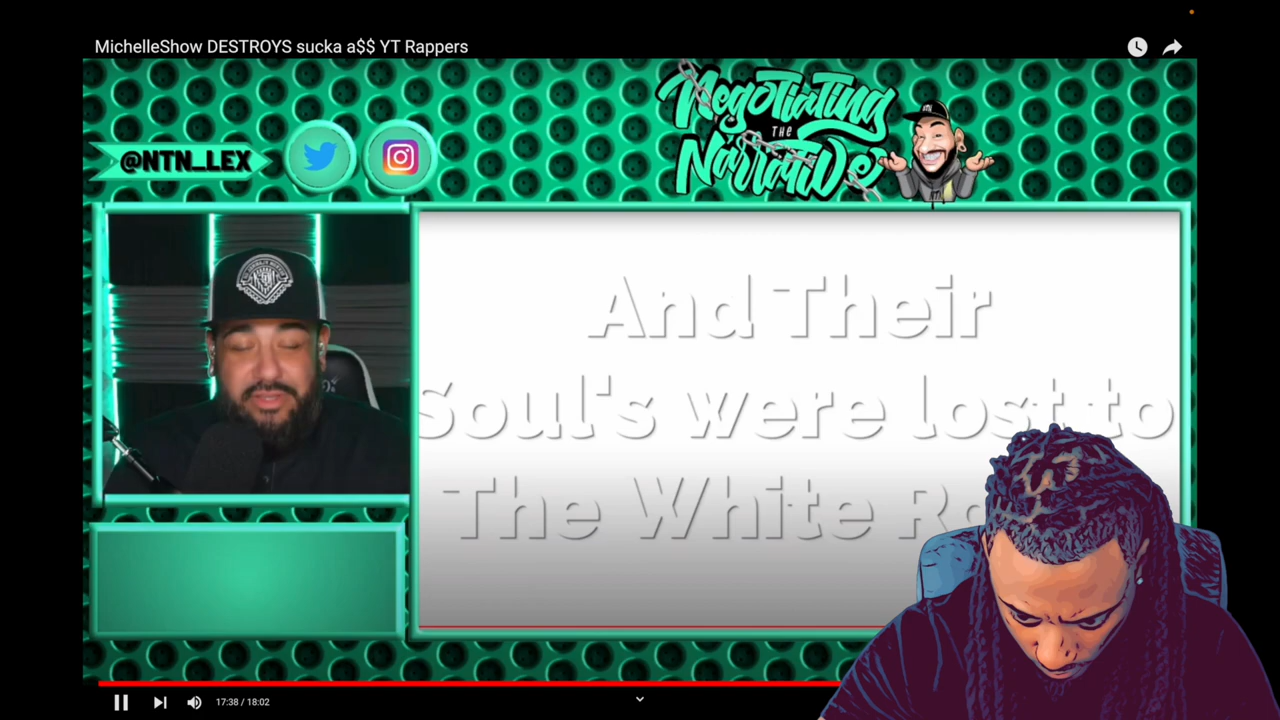 MichelleShow DESTROYS sucka a$$ YT Rappers
@NTN_LEX
Negotiating
THE
Narrative
And Their
Soul's were lost to
The White
17:38 / 18:02